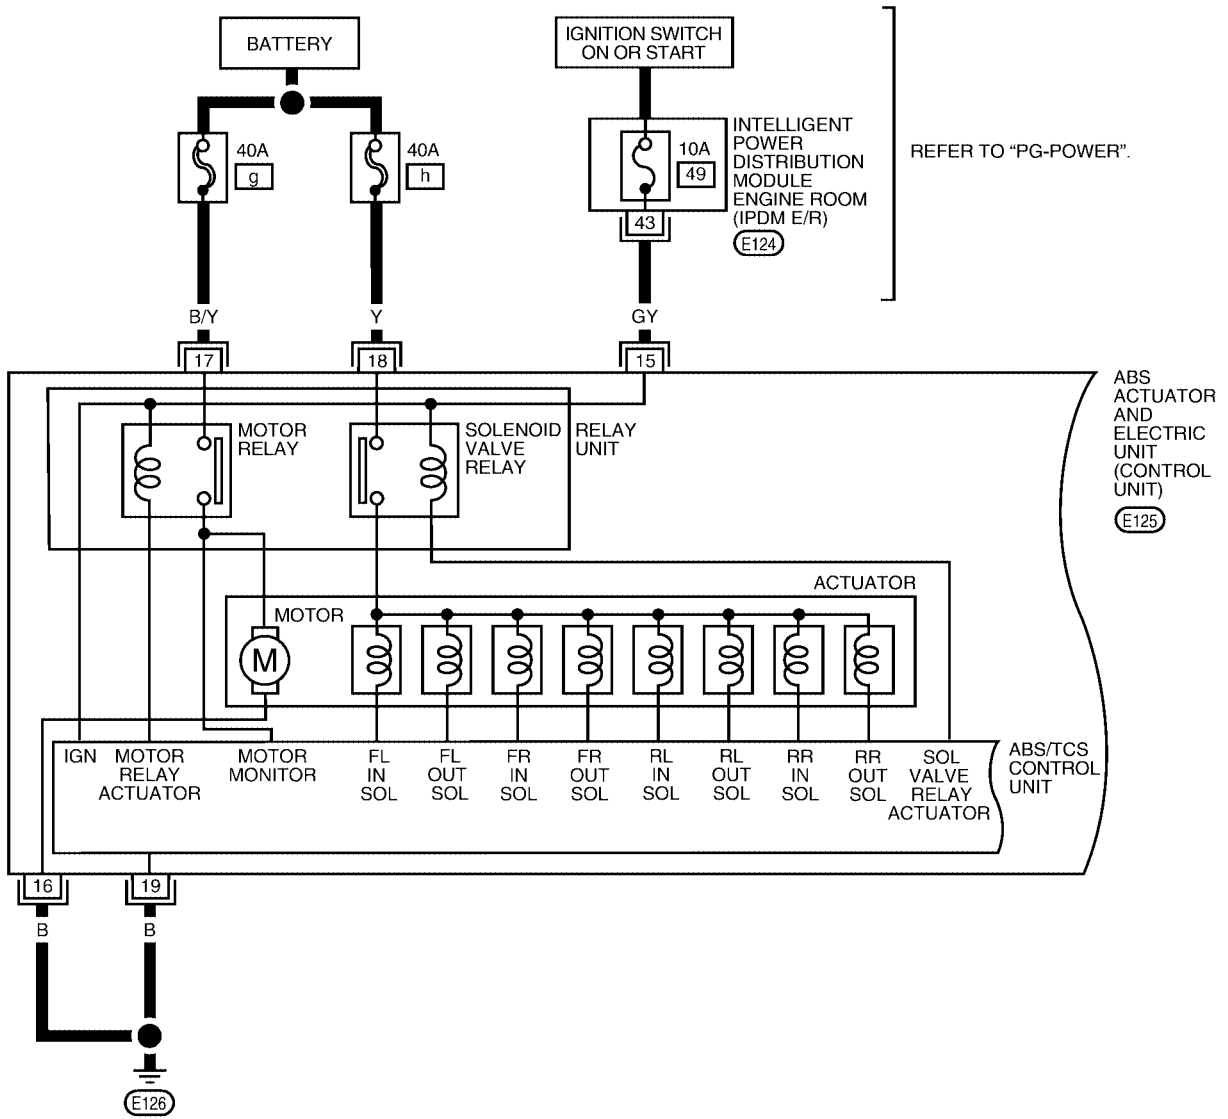 BATTERY
IGNITION SWITCH
ON OR START
40A
g
40A
h
10A
49
43
INTELLIGENT
POWER
DISTRIBUTION
MODULE
ENGINE ROOM
(IPDM E/R)
E124
REFER TO “PG-POWER”.
B/Y
Y
GY
17
18
15
ABS
ACTUATOR
AND
ELECTRIC
UNIT
(CONTROL
UNIT)
E125
MOTOR
RELAY
SOLENOID
VALVE
RELAY
RELAY
UNIT
ACTUATOR
MOTOR
M
IGN
MOTOR
RELAY
ACTUATOR
MOTOR
MONITOR
FL
IN
SOL
FL
OUT
SOL
FR
IN
SOL
FR
OUT
SOL
RL
IN
SOL
RL
OUT
SOL
RR
IN
SOL
RR
OUT
SOL
SOL
VALVE
RELAY
ACTUATOR
ABS/TCS
CONTROL
UNIT
16
19
B
B
E126